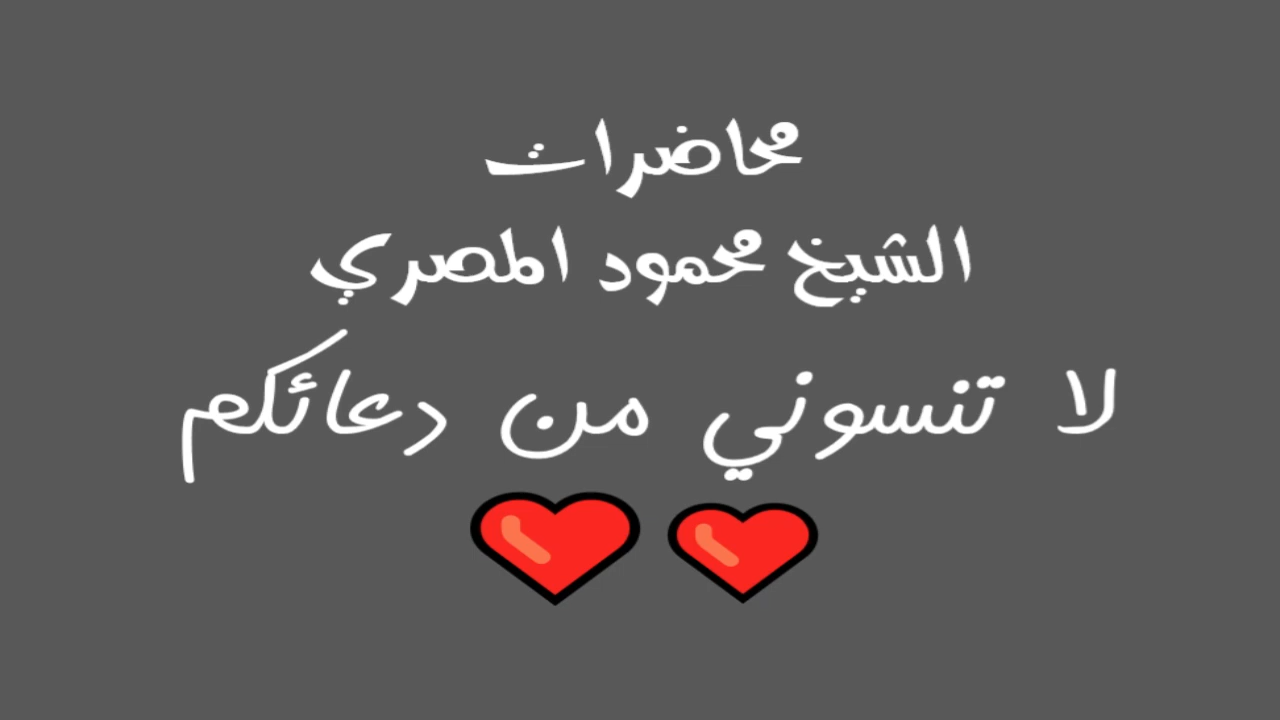 محاضرات
الشيخ محمود المصري
لا تنسوني من دعائكم